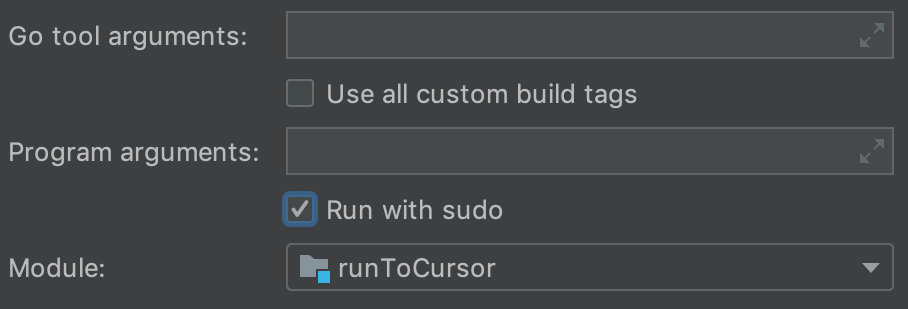 Go tool arguments:
Use all custom build tags
Program arguments:
Run with sudo
Module: runToCursor